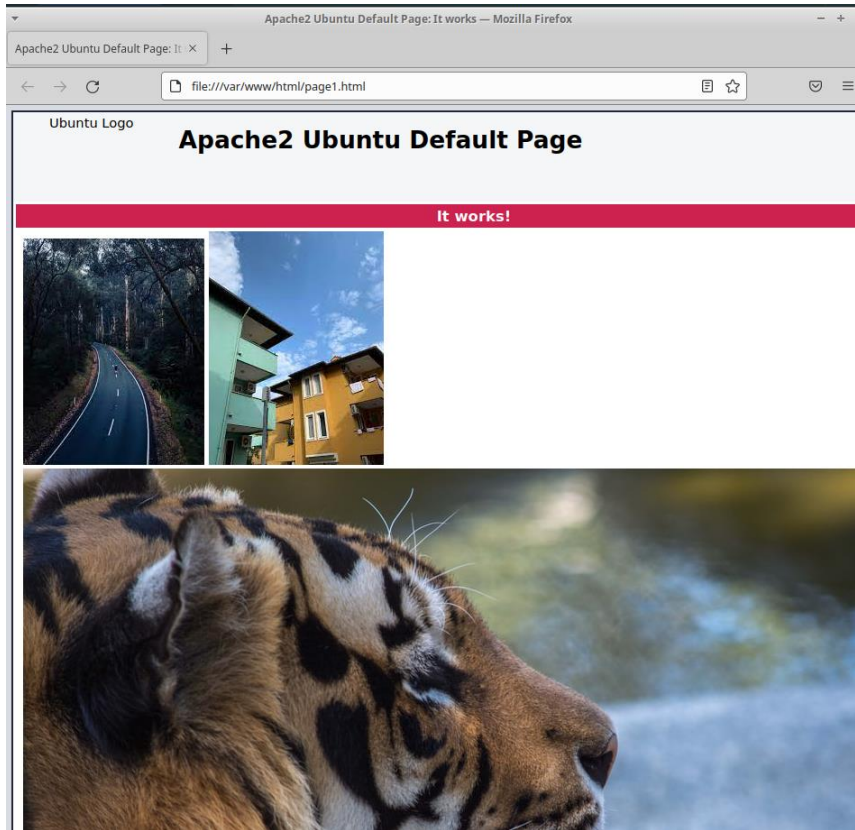 Apache2 Ubuntu Default Page: It works — Mozilla Firefox
Apache2 Ubuntu Default Page: It
file:///var/www/html/page1.html
Ubuntu Logo
Apache2 Ubuntu Default Page
It works!